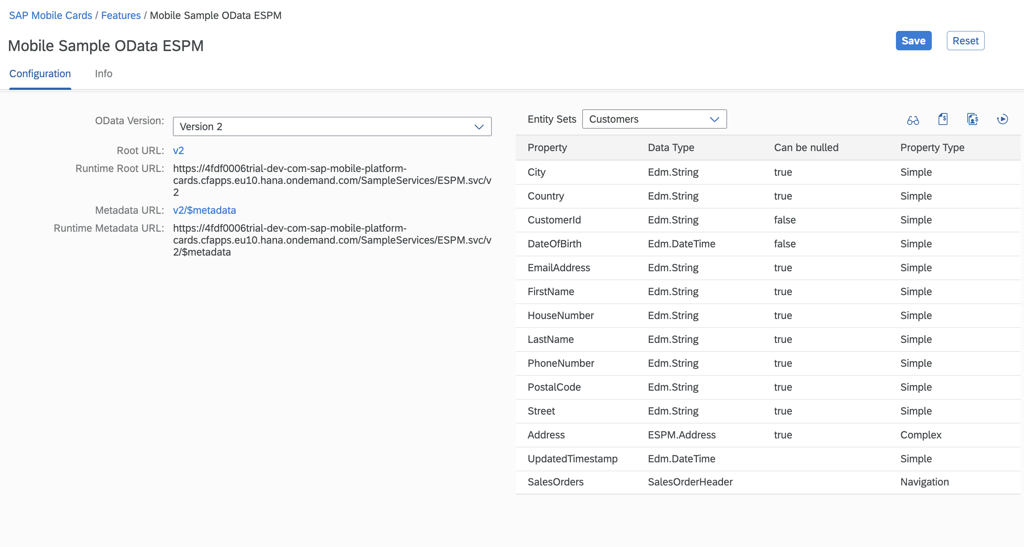 SAP Mobile Cards / Features / Mobile Sample OData ESPM
Mobile Sample OData ESPM
Save
Reset
Configuration
Info
OData Version:
Version 2
Root URL:
v2
Runtime Root URL:
https://4fdf0006trial-dev-com-sap-mobile-platform-
cards.cfapps.eu10.hana.ondemand.com/SampleServices/ESPM.svc/v
2
Metadata URL:
v2/$metadata
Runtime Metadata URL:
https://4fdf0006trial-dev-com-sap-mobile-platform-
cards.cfapps.eu10.hana.ondemand.com/SampleServices/ESPM.svc/v
2/$metadata
Entity Sets
Customers
Property Data Type Can be nulled Property Type
City Edm.String true Simple
Country Edm.String true Simple
CustomerId Edm.String false Simple
DateOfBirth Edm.DateTime false Simple
EmailAddress Edm.String true Simple
FirstName Edm.String true Simple
HouseNumber Edm.String true Simple
LastName Edm.String true Simple
PhoneNumber Edm.String true Simple
PostalCode Edm.String true Simple
Street Edm.String true Simple
Address ESPM.Address true Complex
UpdatedTimestamp Edm.DateTime Simple
SalesOrders SalesOrderHeader Navigation